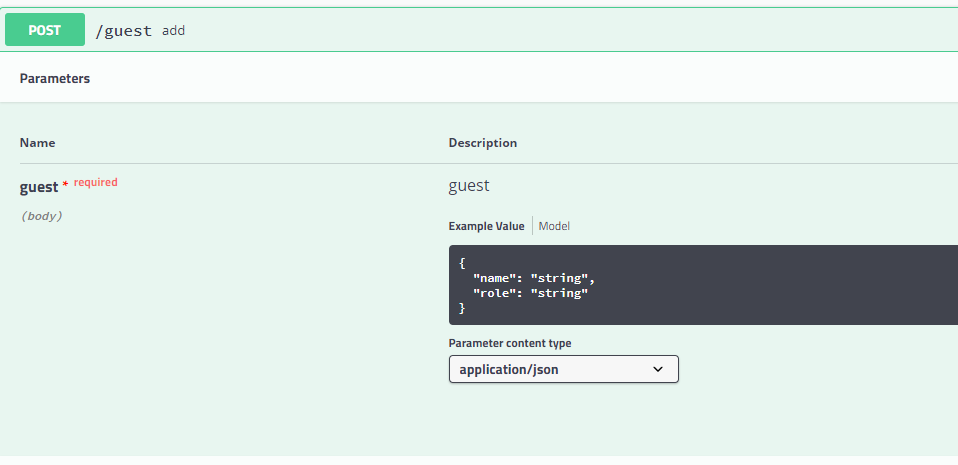 POST /guest add
Parameters
Name Description
guest * required guest
(body)
Example Value Model
{
"name": "string",
"role": "string"
}
Parameter content type
application/json